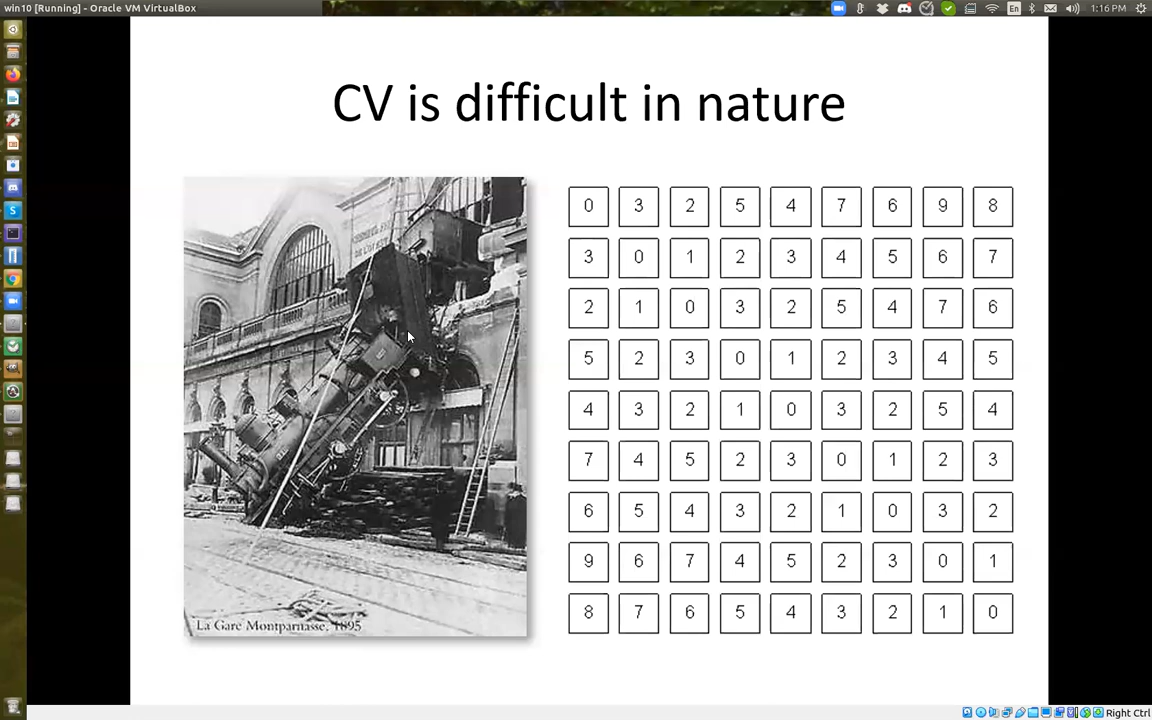 win10 [Running] - Oracle VM VirtualBox
En
1:16 PM
CV is difficult in nature
0 3 2 5 4 7 6 9 8
3 0 1 2 3 4 5 6 7
2 1 0 3 2 5 4 7 6
5 2 3 0 1 2 3 4 5
4 3 2 1 0 3 2 5 4
7 4 5 2 3 0 1 2 3
6 5 4 3 2 1 0 3 2
9 6 7 4 5 2 3 0 1
8 7 6 5 4 3 2 1 0
La Gare Montparnasse, 1895
Right Ctrl